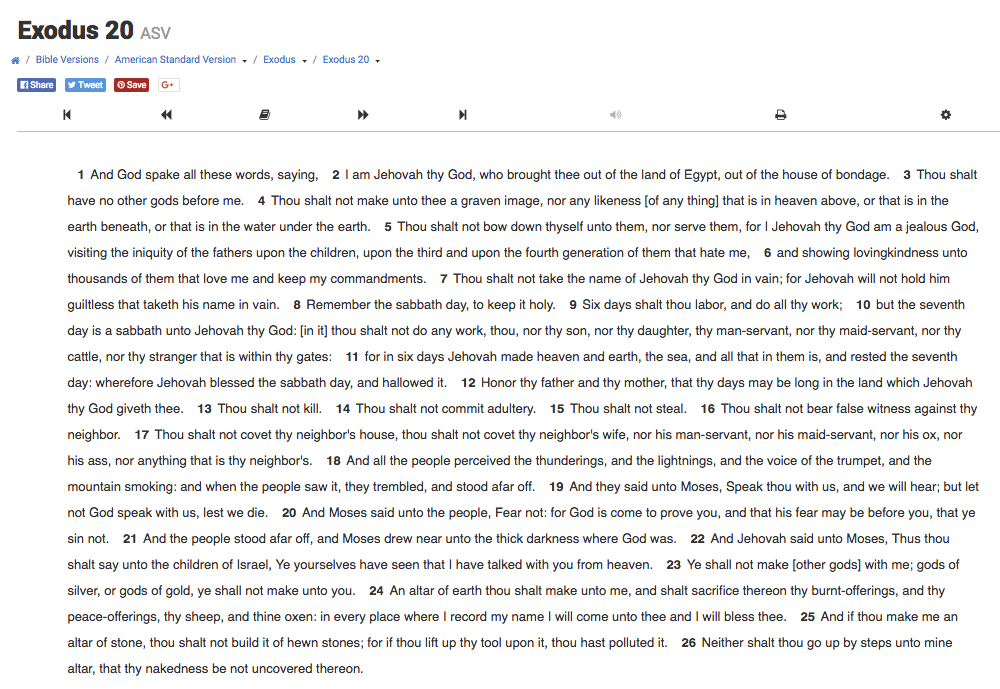 Exodus 20 ASV
/ Bible Versions / American Standard Version / Exodus / Exodus 20
Share Tweet Save G+
1 And God spake all these words, saying, 2 I am Jehovah thy God, who brought thee out of the land of Egypt, out of the house of bondage. 3 Thou shalt
have no other gods before me. 4 Thou shalt not make unto thee a graven image, nor any likeness [of any thing] that is in heaven above, or that is in the
earth beneath, or that is in the water under the earth. 5 Thou shalt not bow down thyself unto them, nor serve them, for I Jehovah thy God am a jealous God,
visiting the iniquity of the fathers upon the children, upon the third and upon the fourth generation of them that hate me, 6 and showing lovingkindness unto
thousands of them that love me and keep my commandments. 7 Thou shalt not take the name of Jehovah thy God in vain; for Jehovah will not hold him
guiltless that taketh his name in vain. 8 Remember the sabbath day, to keep it holy. 9 Six days shalt thou labor, and do all thy work; 10 but the seventh
day is a sabbath unto Jehovah thy God: [in it] thou shalt not do any work, thou, nor thy son, nor thy daughter, thy man-servant, nor thy maid-servant, nor thy
cattle, nor thy stranger that is within thy gates: 11 for in six days Jehovah made heaven and earth, the sea, and all that in them is, and rested the seventh
day: wherefore Jehovah blessed the sabbath day, and hallowed it. 12 Honor thy father and thy mother, that thy days may be long in the land which Jehovah
thy God giveth thee. 13 Thou shalt not kill. 14 Thou shalt not commit adultery. 15 Thou shalt not steal. 16 Thou shalt not bear false witness against thy
neighbor. 17 Thou shalt not covet thy neighbor's house, thou shalt not covet thy neighbor's wife, nor his man-servant, nor his maid-servant, nor his ox, nor
his ass, nor anything that is thy neighbor's. 18 And all the people perceived the thunderings, and the lightnings, and the voice of the trumpet, and the
mountain smoking: and when the people saw it, they trembled, and stood afar off. 19 And they said unto Moses, Speak thou with us, and we will hear; but let
not God speak with us, lest we die. 20 And Moses said unto the people, Fear not: for God is come to prove you, and that his fear may be before you, that ye
sin not. 21 And the people stood afar off, and Moses drew near unto the thick darkness where God was. 22 And Jehovah said unto Moses, Thus thou
shalt say unto the children of Israel, Ye yourselves have seen that I have talked with you from heaven. 23 Ye shall not make [other gods] with me; gods of
silver, or gods of gold, ye shall not make unto you. 24 An altar of earth thou shalt make unto me, and shalt sacrifice thereon thy burnt-offerings, and thy
peace-offerings, thy sheep, and thine oxen: in every place where I record my name I will come unto thee and I will bless thee. 25 And if thou make me an
altar of stone, thou shalt not build it of hewn stones; for if thou lift up thy tool upon it, thou hast polluted it. 26 Neither shalt thou go up by steps unto mine
altar, that thy nakedness be not uncovered thereon.